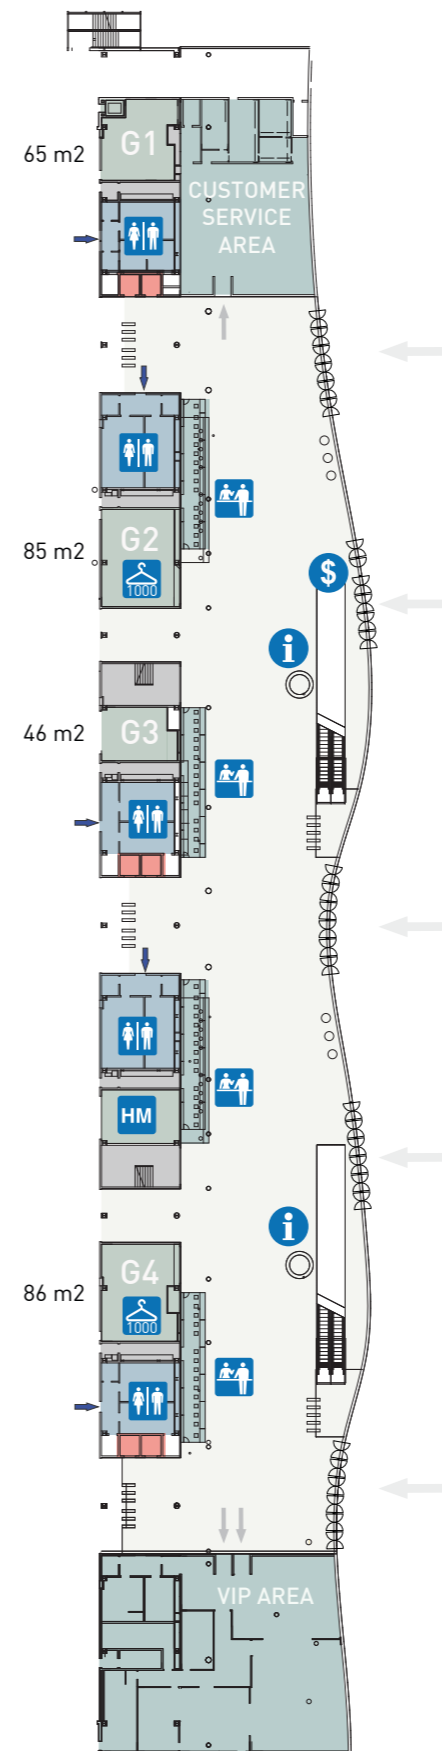 G1
65 m2
CUSTOMER
SERVICE
AREA
G2
85 m2
1000
$
i
G3
46 m2
HM
i
G4
86 m2
1000
VIP AREA